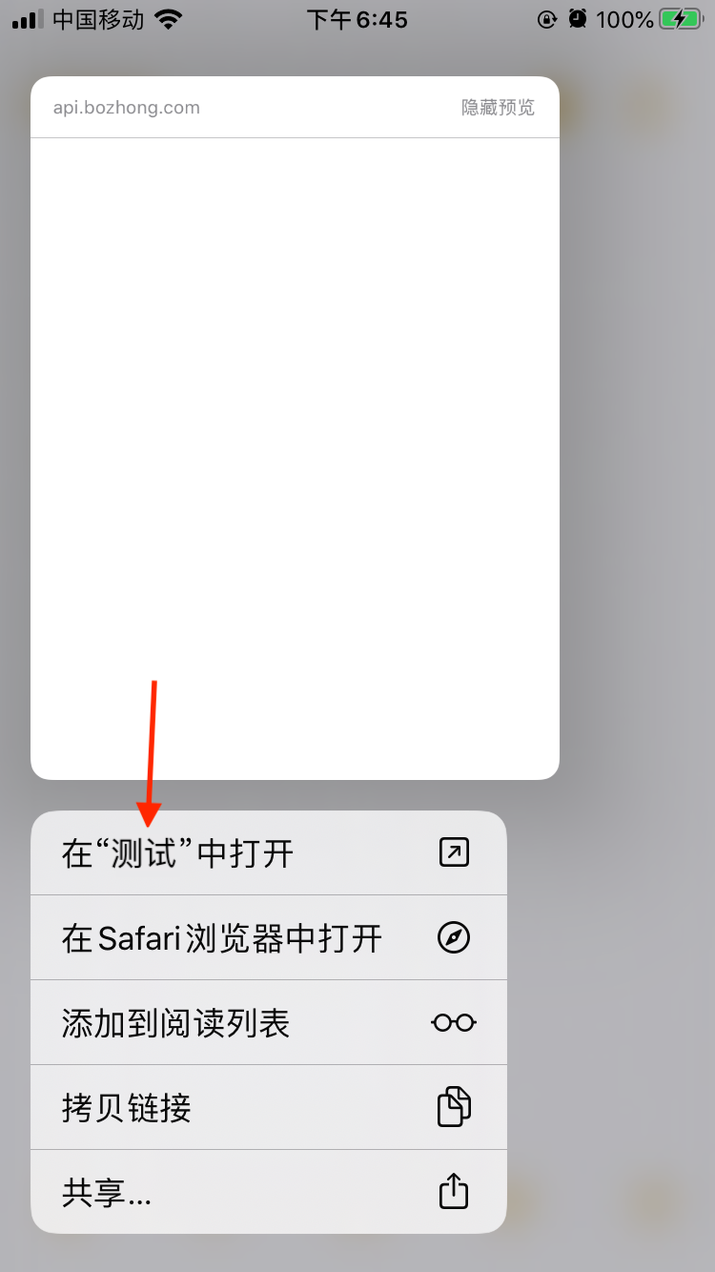 中国移动 下午6:45 100%
api.bozhong.com 隐藏预览
在“测试”中打开
在Safari浏览器中打开
添加到阅读列表
拷贝链接
共享...